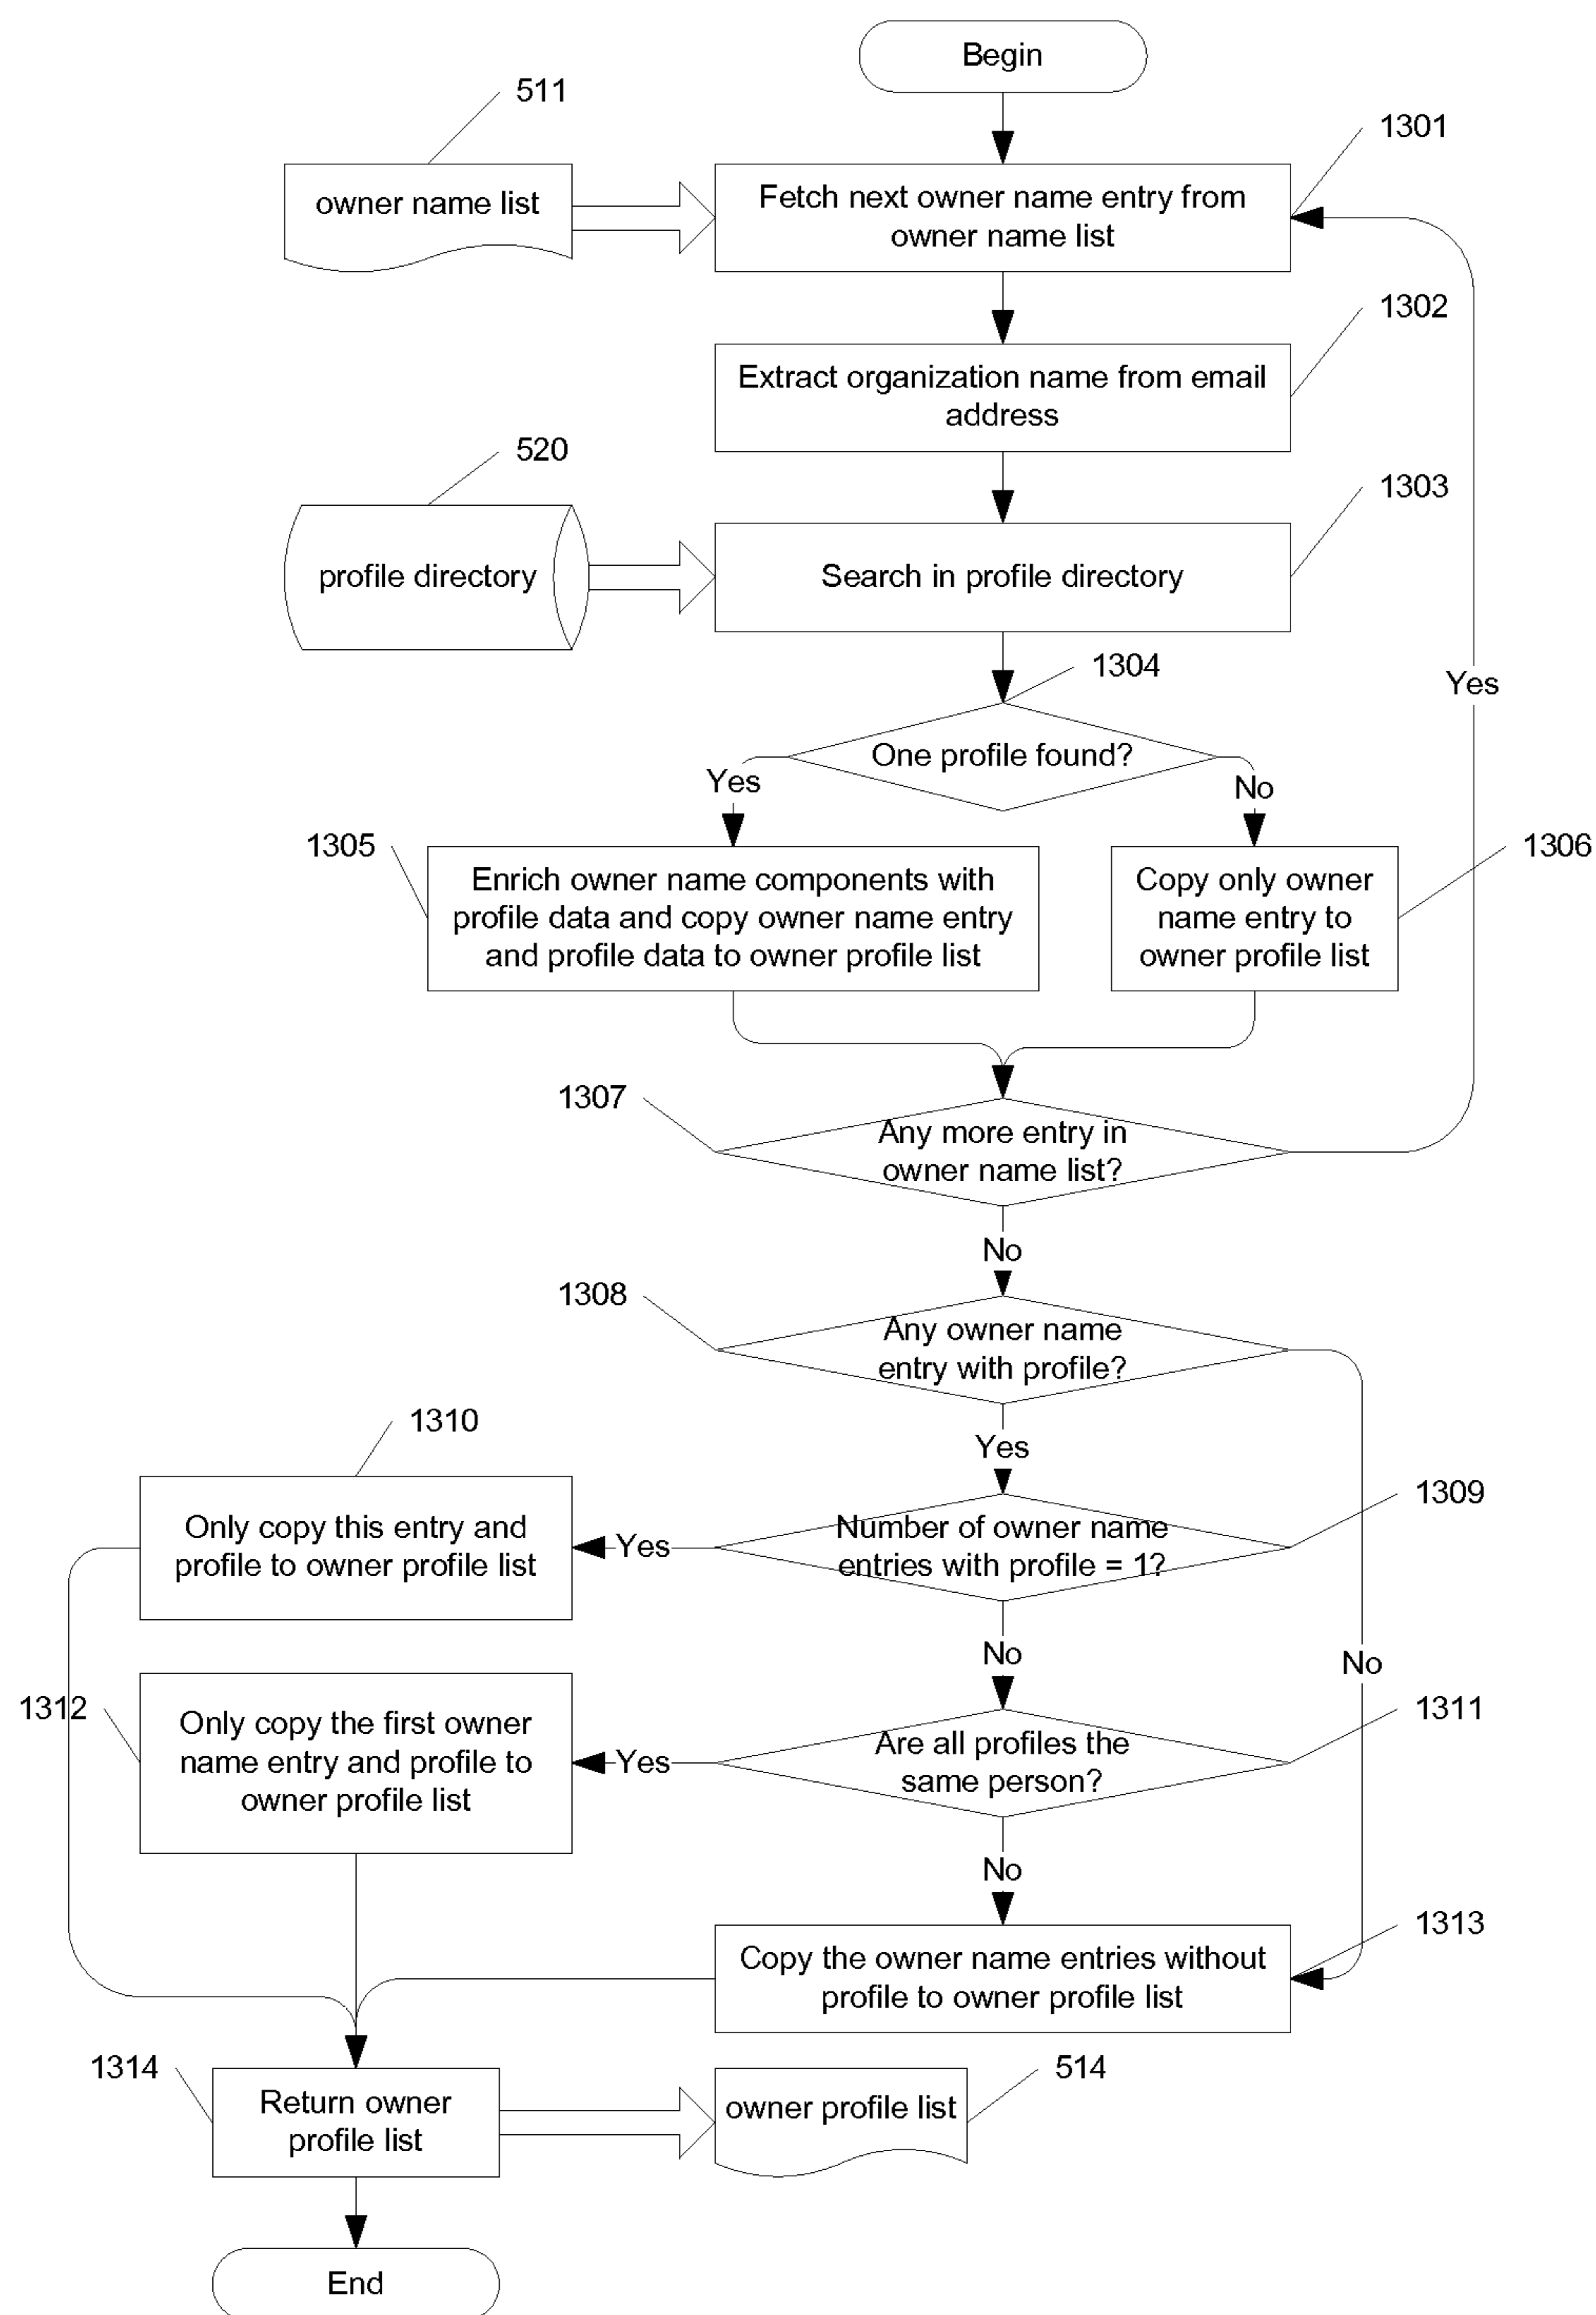 Begin
511
1301
owner name list
Fetch next owner name entry from
owner name list
1302
Extract organization name from email
address
520
1303
profile directory
Search in profile directory
1304
Yes
One profile found?
Yes
No
1305
1306
Enrich owner name components with
profile data and copy owner name entry
and profile data to owner profile list
Copy only owner
name entry to
owner profile list
1307
Any more entry in
owner name list?
No
1308
Any owner name
entry with profile?
1310
Yes
1309
Only copy this entry and
profile to owner profile list
Yes
Number of owner name
entries with profile = 1?
No
No
1312
1311
Only copy the first owner
name entry and profile to
owner profile list
Yes
Are all profiles the
same person?
No
1313
Copy the owner name entries without
profile to owner profile list
1314
514
Return owner
profile list
owner profile list
End